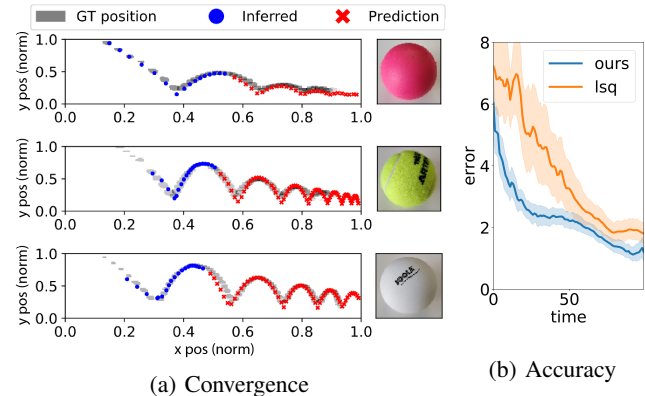 GT position Inferred Prediction
y pos (norm)
1.0
0.5
0.0
0.0 0.2 0.4 0.6 0.8 1.0
y pos (norm)
1.0
0.5
0.0
0.0 0.2 0.4 0.6 0.8 1.0
y pos (norm)
1.0
0.5
0.0
0.0 0.2 0.4 0.6 0.8 1.0
x pos (norm)
JOOLA
(a) Convergence
ours
lsq
error
8
6
4
2
0
0 50
time
(b) Accuracy